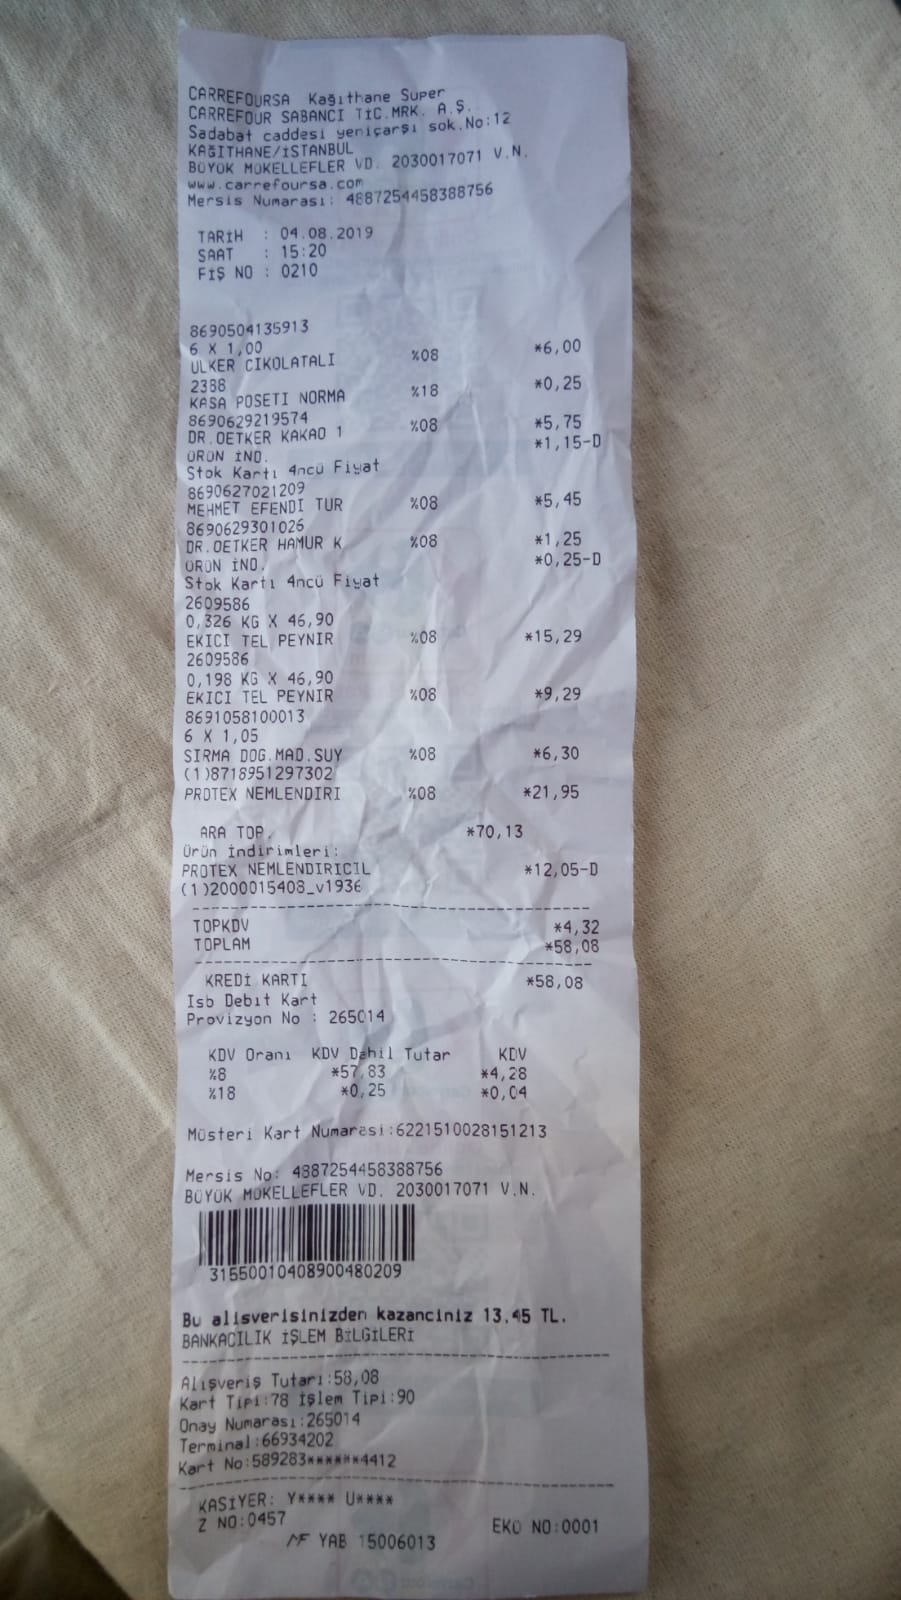 CARREFOURSA Kağıthane Super
CARREFOUR SABANCI TİC.MRK. A.Ş.
Sadabat caddesi yeniçarşı sok.No:12
KAĞITHANE/İSTANBUL
BÜYÜK MÜKELLEFLER VD. 2030017071 V.N.
www.carrefoursa.com
Mersis Numarası: 4887254458388756
TARİH : 04.08.2019
SAAT : 15:20
FİŞ NO : 0210
8690504135913
6 X 1,00
ULKER CIKOLATALI %08 *6,00
2388
KASA POSETI NORMA %18 *0,25
8690629219574
DR.OETKER KAKAO 1 %08 *5,75
ÜRÜN İND. *1,15-D
Stok Kartı 4ncü Fiyat
8690627021209
MEHMET EFENDI TUR %08 *5,45
8690629301026
DR.OETKER HAMUR K %08 *1,25
ÜRÜN İND. *0,25-D
Stok Kartı 4ncü Fiyat
2609586
0,326 KG X 46,90
EKICI TEL PEYNIR %08 *15,29
2609586
0,198 KG X 46,90
EKICI TEL PEYNIR %08 *9,29
8691058100013
6 X 1,05
SIRMA DOG.MAD.SUY %08 *6,30
(1)8718951297302
PROTEX NEMLENDIRI %08 *21,95
ARA TOP. *70,13
Ürün İndirimleri:
PROTEX NEMLENDIRICIL *12,05-D
(1)2000015408_v1936
TOPKDV *4,32
TOPLAM *58,08
KREDİ KARTI *58,08
Isb Debit Kart
Provizyon No : 265014
KDV Oranı KDV Dahil Tutar KDV
%8 *57,83 *4,28
%18 *0,25 *0,04
Müşteri Kart Numarası:6221510028151213
Mersis No: 4887254458388756
BÜYÜK MÜKELLEFLER VD. 2030017071 V.N.
31550010408900480209
Bu alisverisinizden kazanciniz 13,45 TL.
BANKACILIK İŞLEM BİLGİLERİ
Alışveriş Tutarı:58,08
Kart Tipi:78 İşlem Tipi:90
Onay Numarası:265014
Terminal:66934202
Kart No:589283******4412
KASİYER: Y**** U****
Z NO:0457 EKÜ NO:0001
MF YAB 15006013